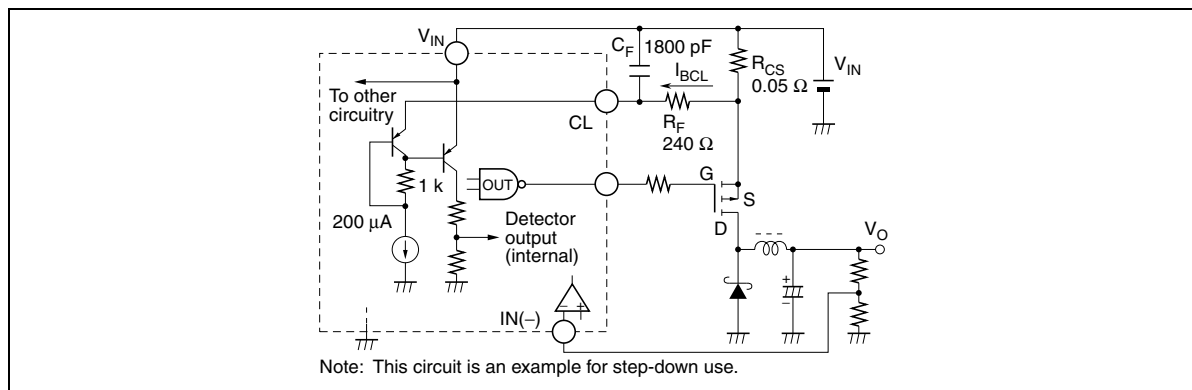 V_IN
C_F 1800 pF
I_BCL
R_CS
0.05 Ω
V_IN
To other
circuitry
CL
R_F
240 Ω
1 k
OUT
G
S
D
200 μA
Detector
output
(internal)
V_O
+
−
− +
IN(−)
Note: This circuit is an example for step-down use.